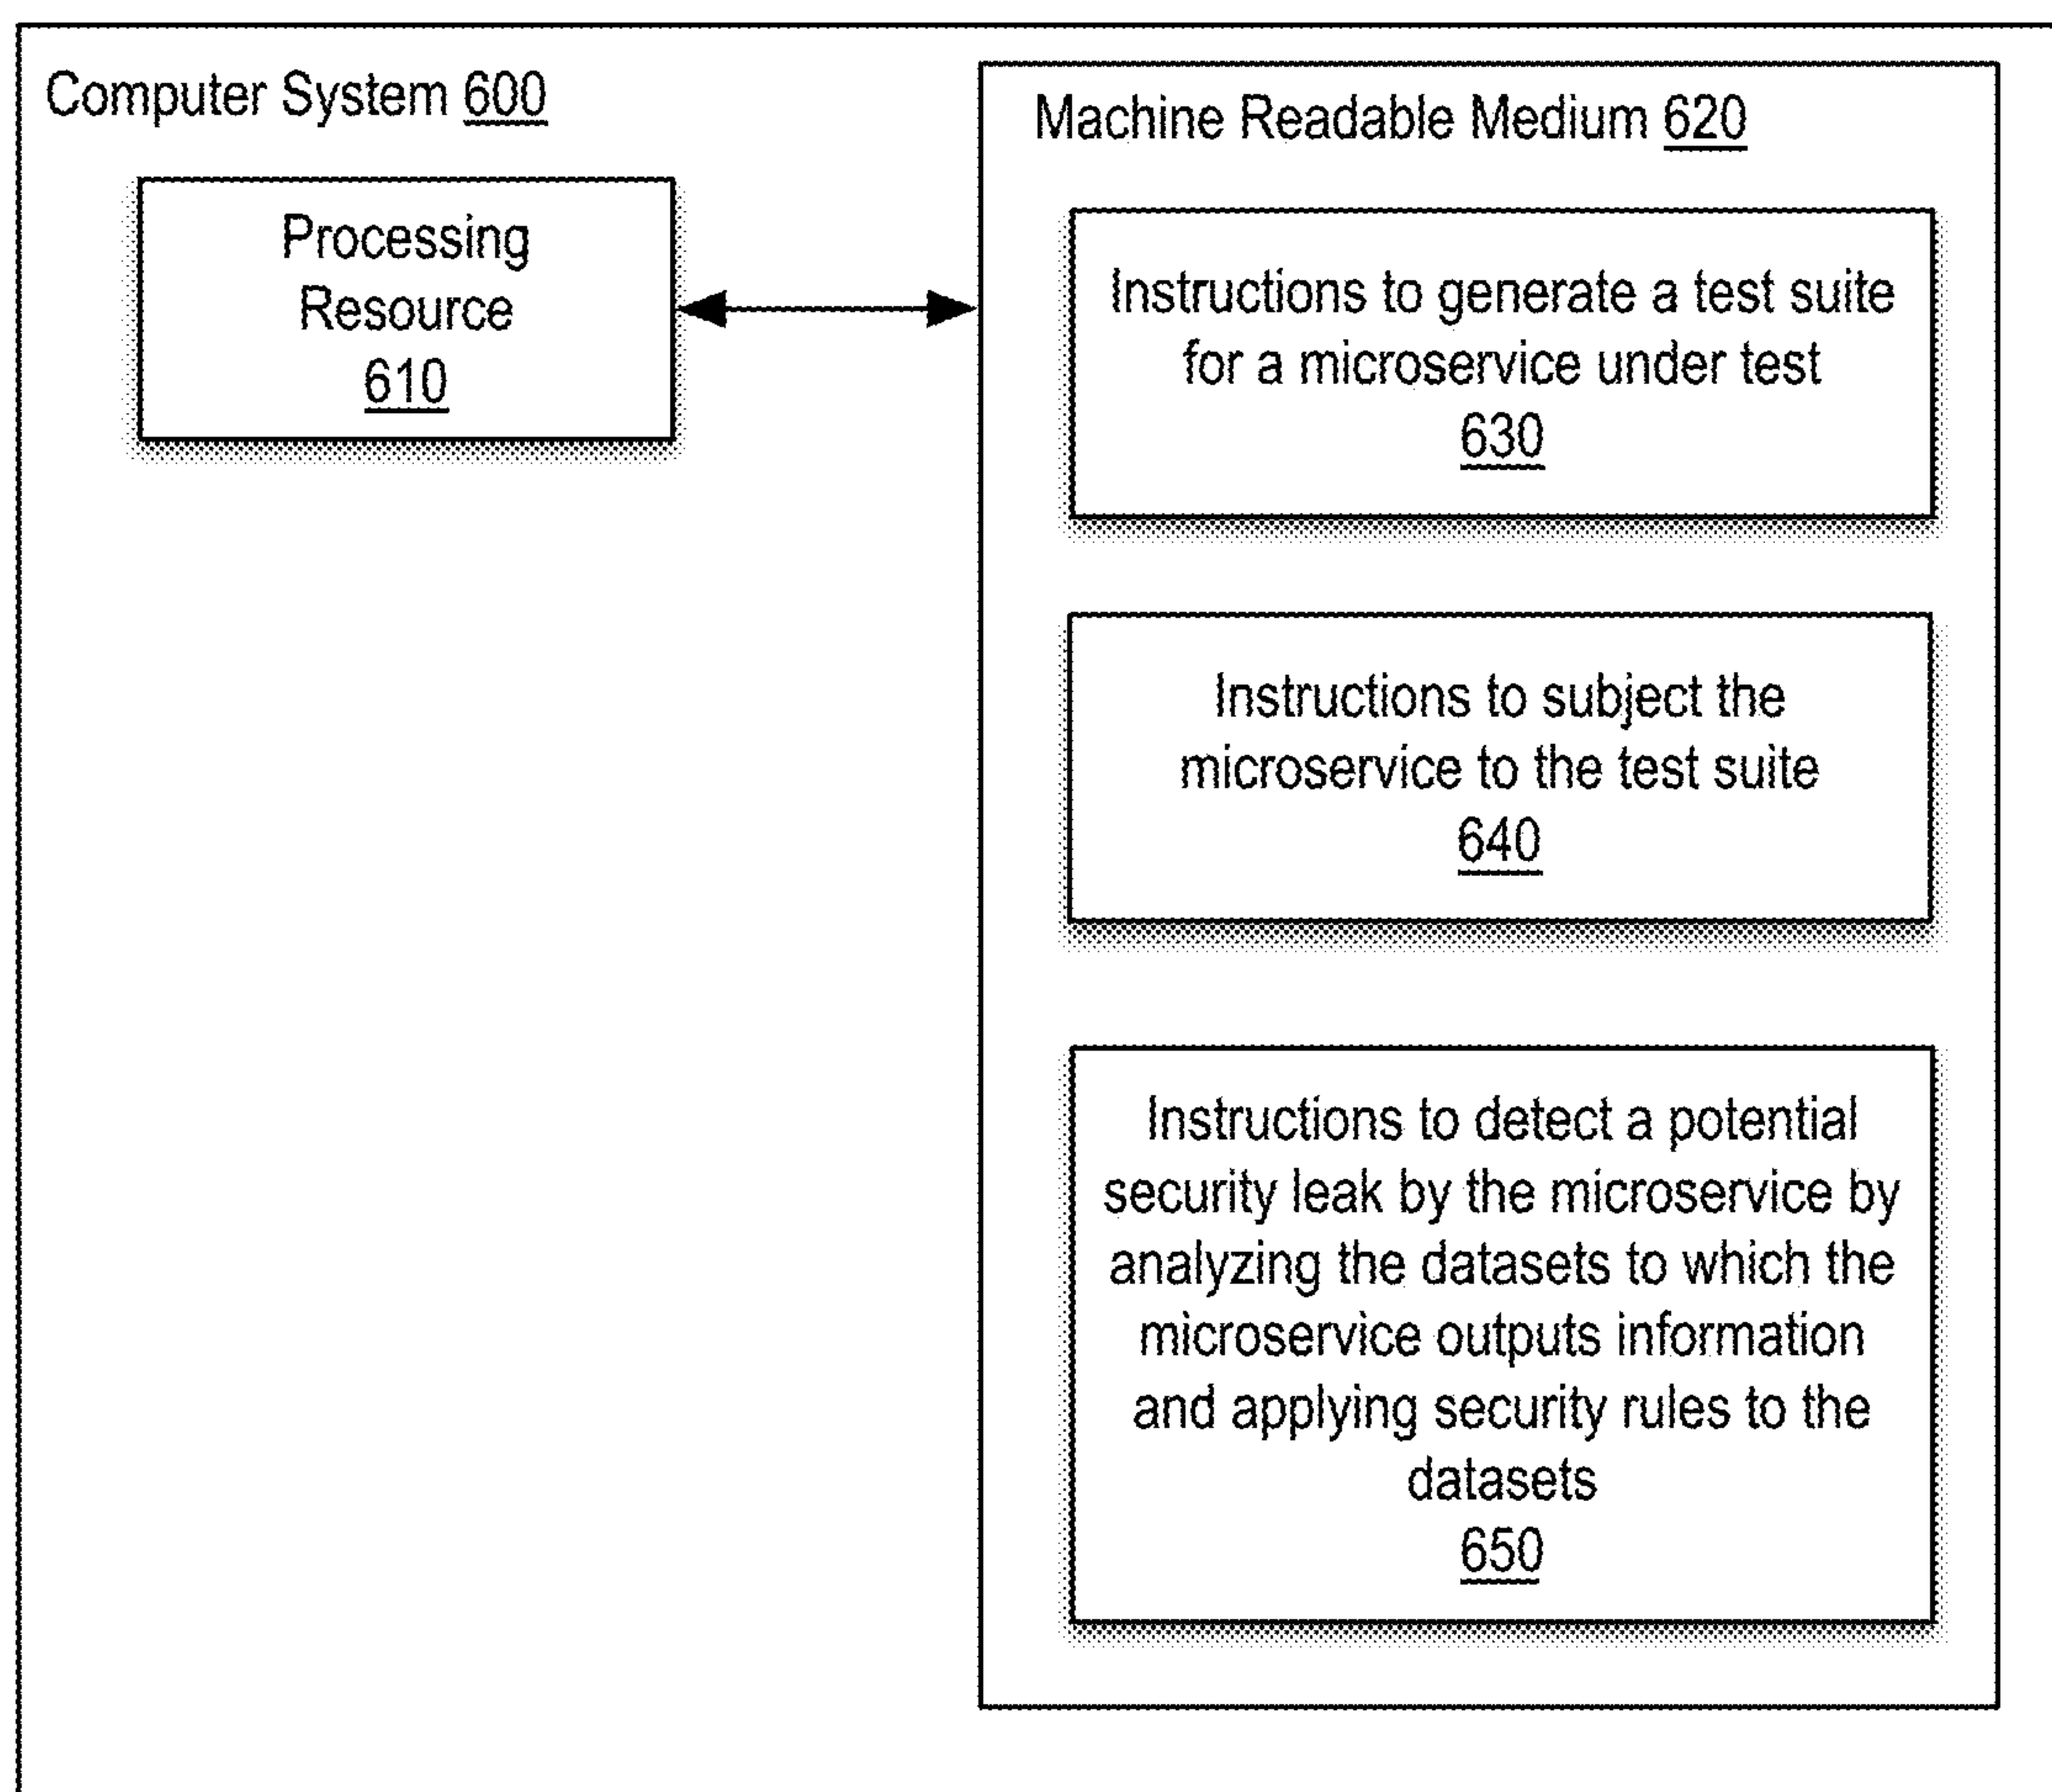 Computer System 600
Processing
Resource
610
Machine Readable Medium 620
Instructions to generate a test suite
for a microservice under test
630
Instructions to subject the
microservice to the test suite
640
Instructions to detect a potential
security leak by the microservice by
analyzing the datasets to which the
microservice outputs information
and applying security rules to the
datasets
650